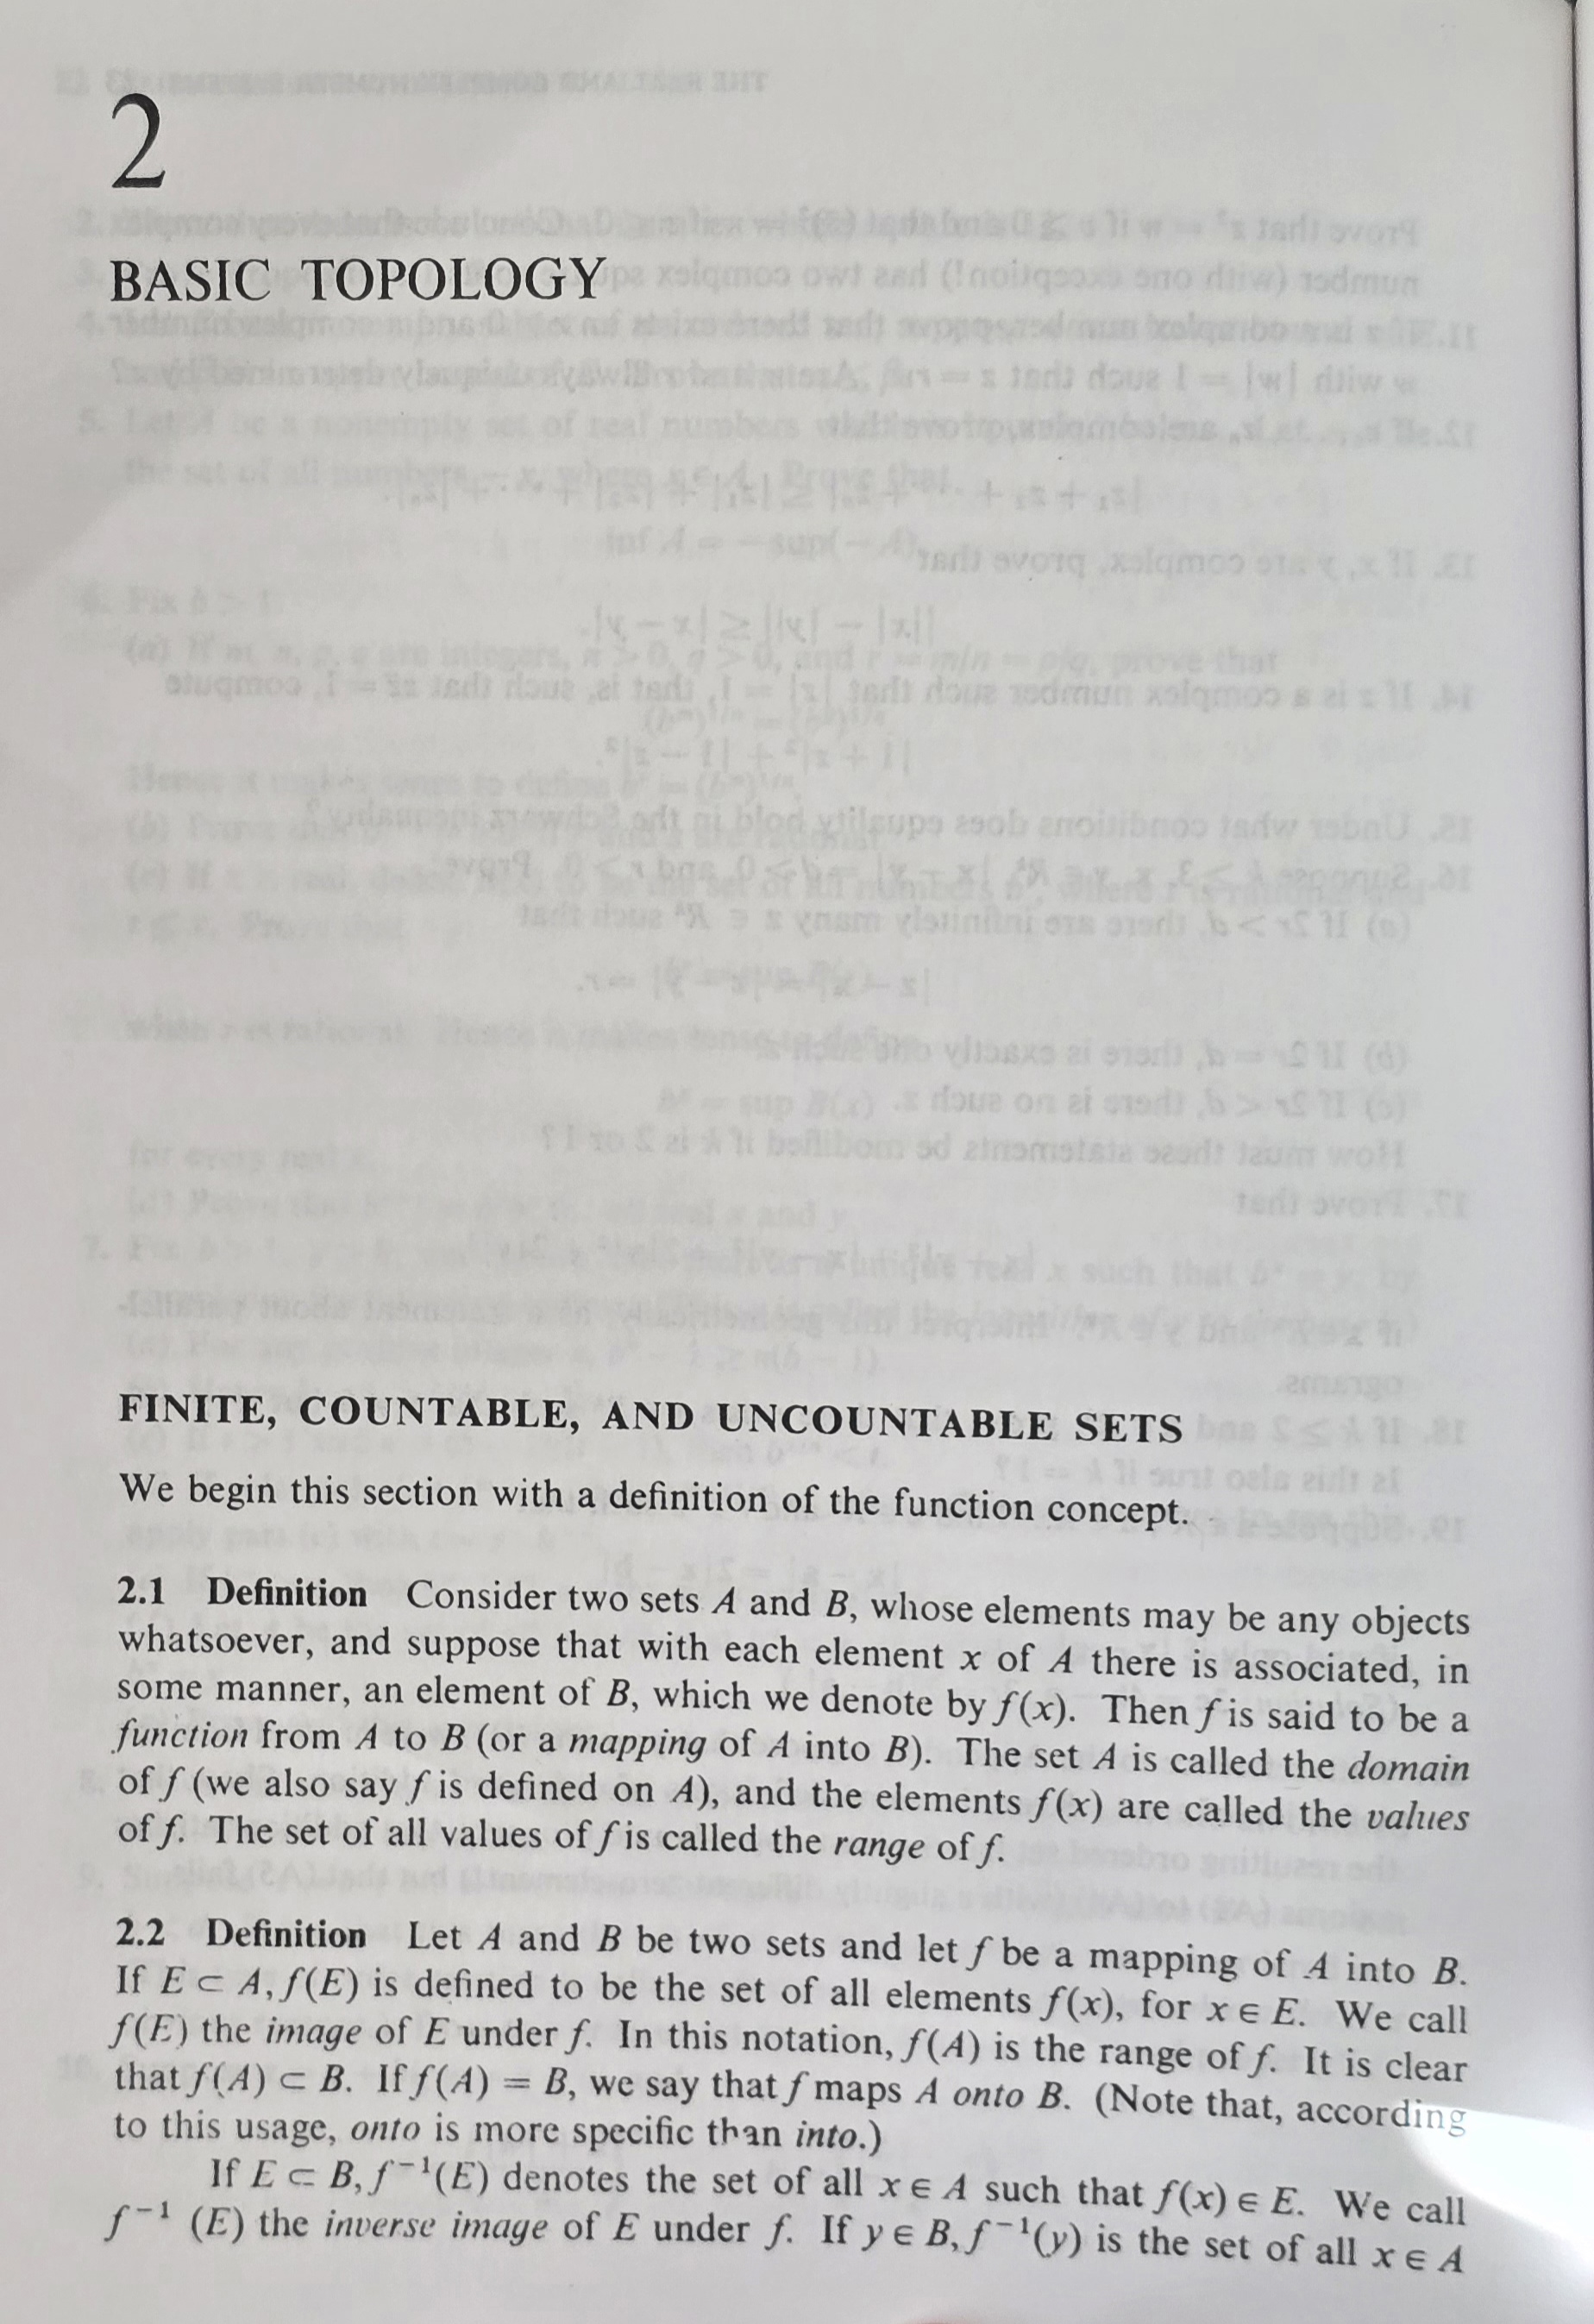 2
BASIC TOPOLOGY
FINITE, COUNTABLE, AND UNCOUNTABLE SETS
We begin this section with a definition of the function concept.
2.1 Definition Consider two sets A and B, whose elements may be any objects
whatsoever, and suppose that with each element x of A there is associated, in
some manner, an element of B, which we denote by f(x). Then f is said to be a
function from A to B (or a mapping of A into B). The set A is called the domain
of f (we also say f is defined on A), and the elements f(x) are called the values
of f. The set of all values of f is called the range of f.
2.2 Definition Let A and B be two sets and let f be a mapping of A into B.
If E ⊂ A, f(E) is defined to be the set of all elements f(x), for x ∈ E. We call
f(E) the image of E under f. In this notation, f(A) is the range of f. It is clear
that f(A) ⊂ B. If f(A) = B, we say that f maps A onto B. (Note that, according
to this usage, onto is more specific than into.)
If E ⊂ B, f⁻¹(E) denotes the set of all x ∈ A such that f(x) ∈ E. We call
f⁻¹ (E) the inverse image of E under f. If y ∈ B, f⁻¹(y) is the set of all x ∈ A